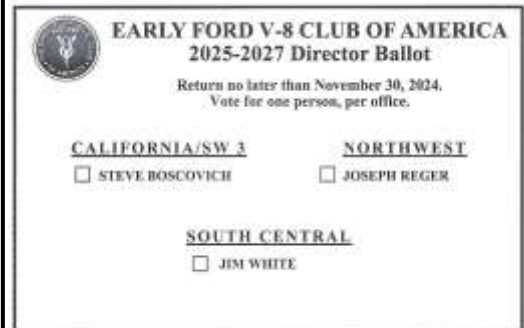 EARLY FORD V-8 CLUB OF AMERICA
2025-2027 Director Ballot
Return no later than November 30, 2024.
Vote for one person, per office.
CALIFORNIA/SW 3
NORTHWEST
STEVE BOSCOVICH
JOSEPH REGER
SOUTH CENTRAL
JIM WHITE